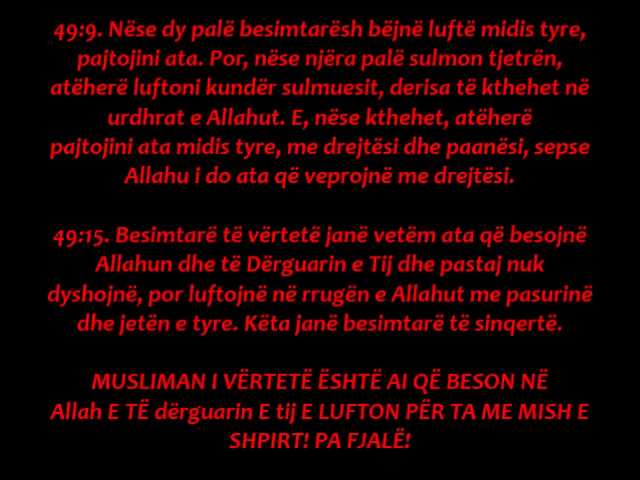 49:9. Nëse dy palë besimtarësh bëjnë luftë midis tyre,
pajtojini ata. Por, nëse njëra palë sulmon tjetrën,
atëherë luftoni kundër sulmuesit, derisa të kthehet në
urdhrat e Allahut. E, nëse kthehet, atëherë
pajtojini ata midis tyre, me drejtësi dhe paanësi, sepse
Allahu i do ata që veprojnë me drejtësi.
49:15. Besimtarë të vërtetë janë vetëm ata që besojnë
Allahun dhe të Dërguarin e Tij dhe pastaj nuk
dyshojnë, por luftojnë në rrugën e Allahut me pasurinë
dhe jetën e tyre. Këta janë besimtarë të sinqertë.
MUSLIMAN I VËRTETË ËSHTË AI QË BESON NË
Allah E TË dërguarin E tij E LUFTON PËR TA ME MISH E
SHPIRT! PA FJALË!